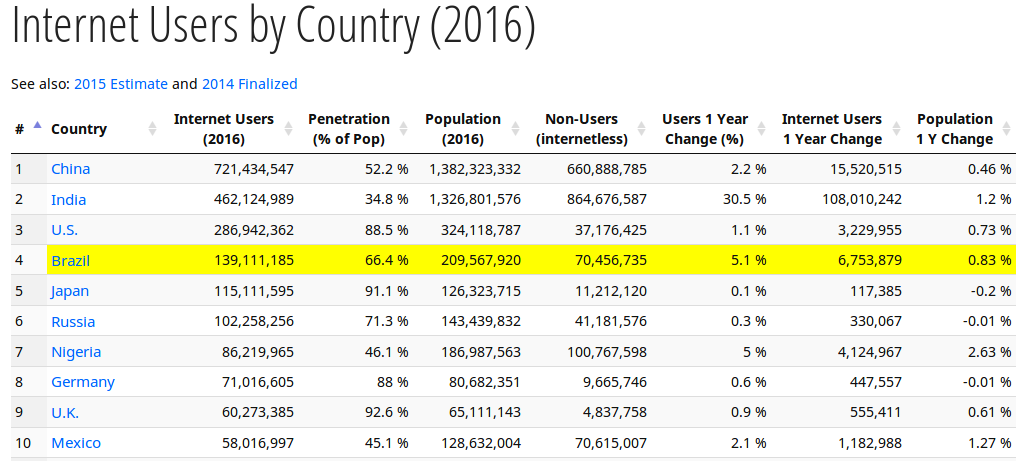 Internet Users by Country (2016)
See also: 2015 Estimate and 2014 Finalized
# Country Internet Users (2016) Penetration (% of Pop) Population (2016) Non-Users (internetless) Users 1 Year Change (%) Internet Users 1 Year Change Population 1 Y Change
1 China 721,434,547 52.2 % 1,382,323,332 660,888,785 2.2 % 15,520,515 0.46 %
2 India 462,124,989 34.8 % 1,326,801,576 864,676,587 30.5 % 108,010,242 1.2 %
3 U.S. 286,942,362 88.5 % 324,118,787 37,176,425 1.1 % 3,229,955 0.73 %
4 Brazil 139,111,185 66.4 % 209,567,920 70,456,735 5.1 % 6,753,879 0.83 %
5 Japan 115,111,595 91.1 % 126,323,715 11,212,120 0.1 % 117,385 -0.2 %
6 Russia 102,258,256 71.3 % 143,439,832 41,181,576 0.3 % 330,067 -0.01 %
7 Nigeria 86,219,965 46.1 % 186,987,563 100,767,598 5 % 4,124,967 2.63 %
8 Germany 71,016,605 88 % 80,682,351 9,665,746 0.6 % 447,557 -0.01 %
9 U.K. 60,273,385 92.6 % 65,111,143 4,837,758 0.9 % 555,411 0.61 %
10 Mexico 58,016,997 45.1 % 128,632,004 70,615,007 2.1 % 1,182,988 1.27 %